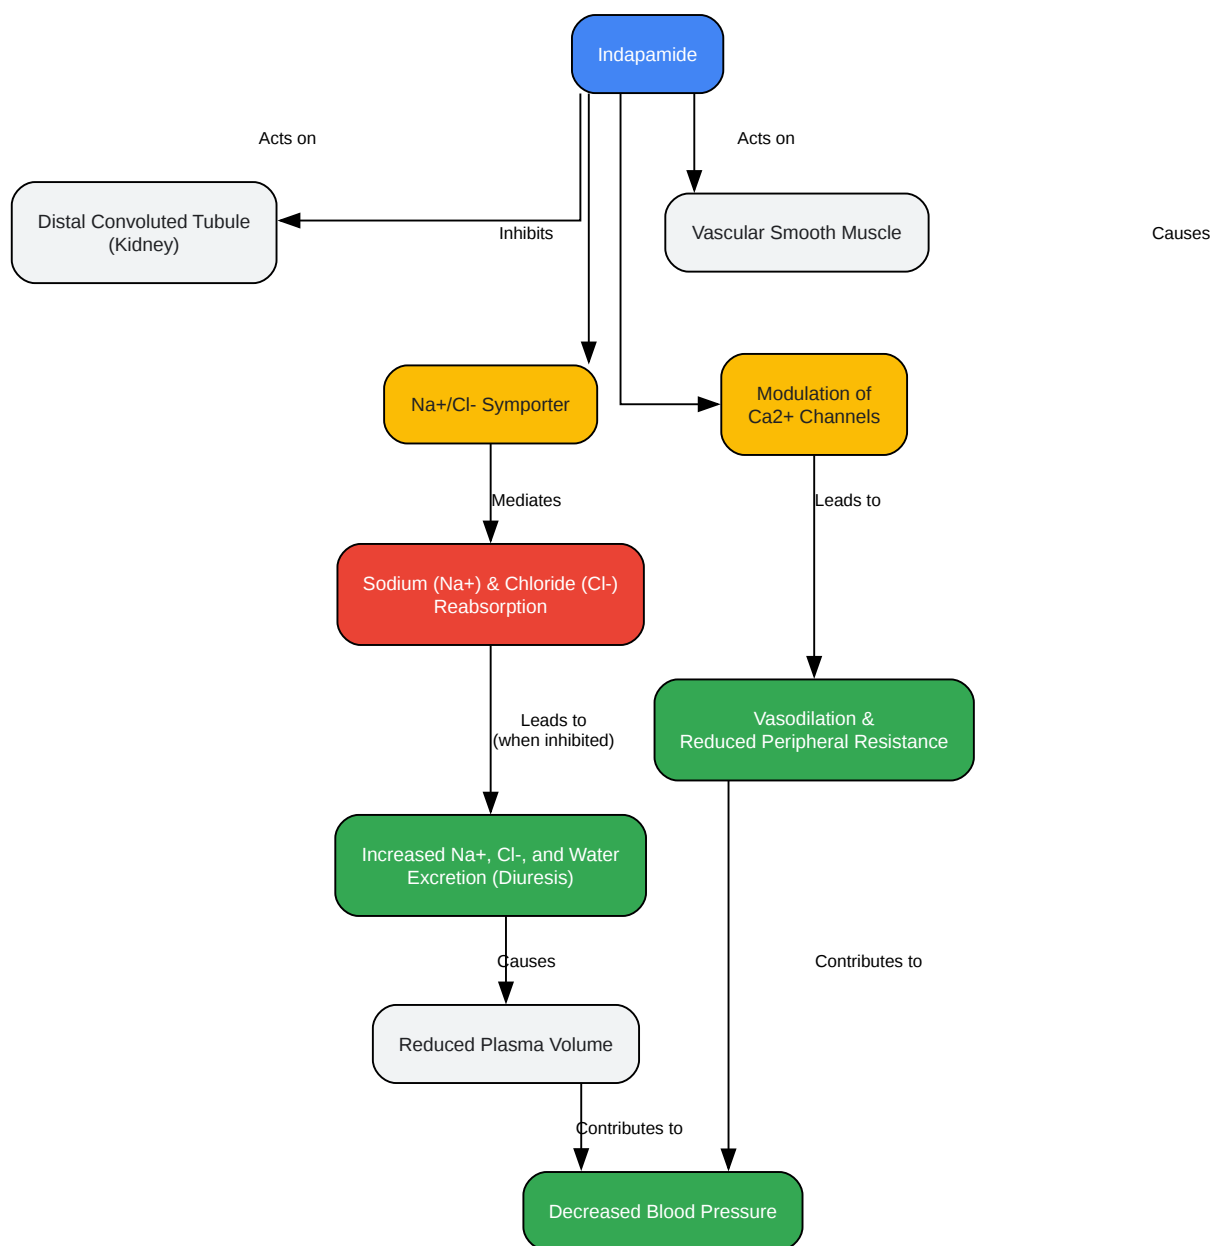 Indapamide
Acts on
Acts on
Distal Convoluted Tubule
(Kidney)
Inhibits
Vascular Smooth Muscle
Causes
Na+/Cl- Symporter
Modulation of
Ca2+ Channels
Mediates
Leads to
Sodium (Na+) & Chloride (Cl-)
Reabsorption
Leads to
(when inhibited)
Vasodilation &
Reduced Peripheral Resistance
Increased Na+, Cl-, and Water
Excretion (Diuresis)
Causes
Contributes to
Reduced Plasma Volume
Contributes to
Decreased Blood Pressure